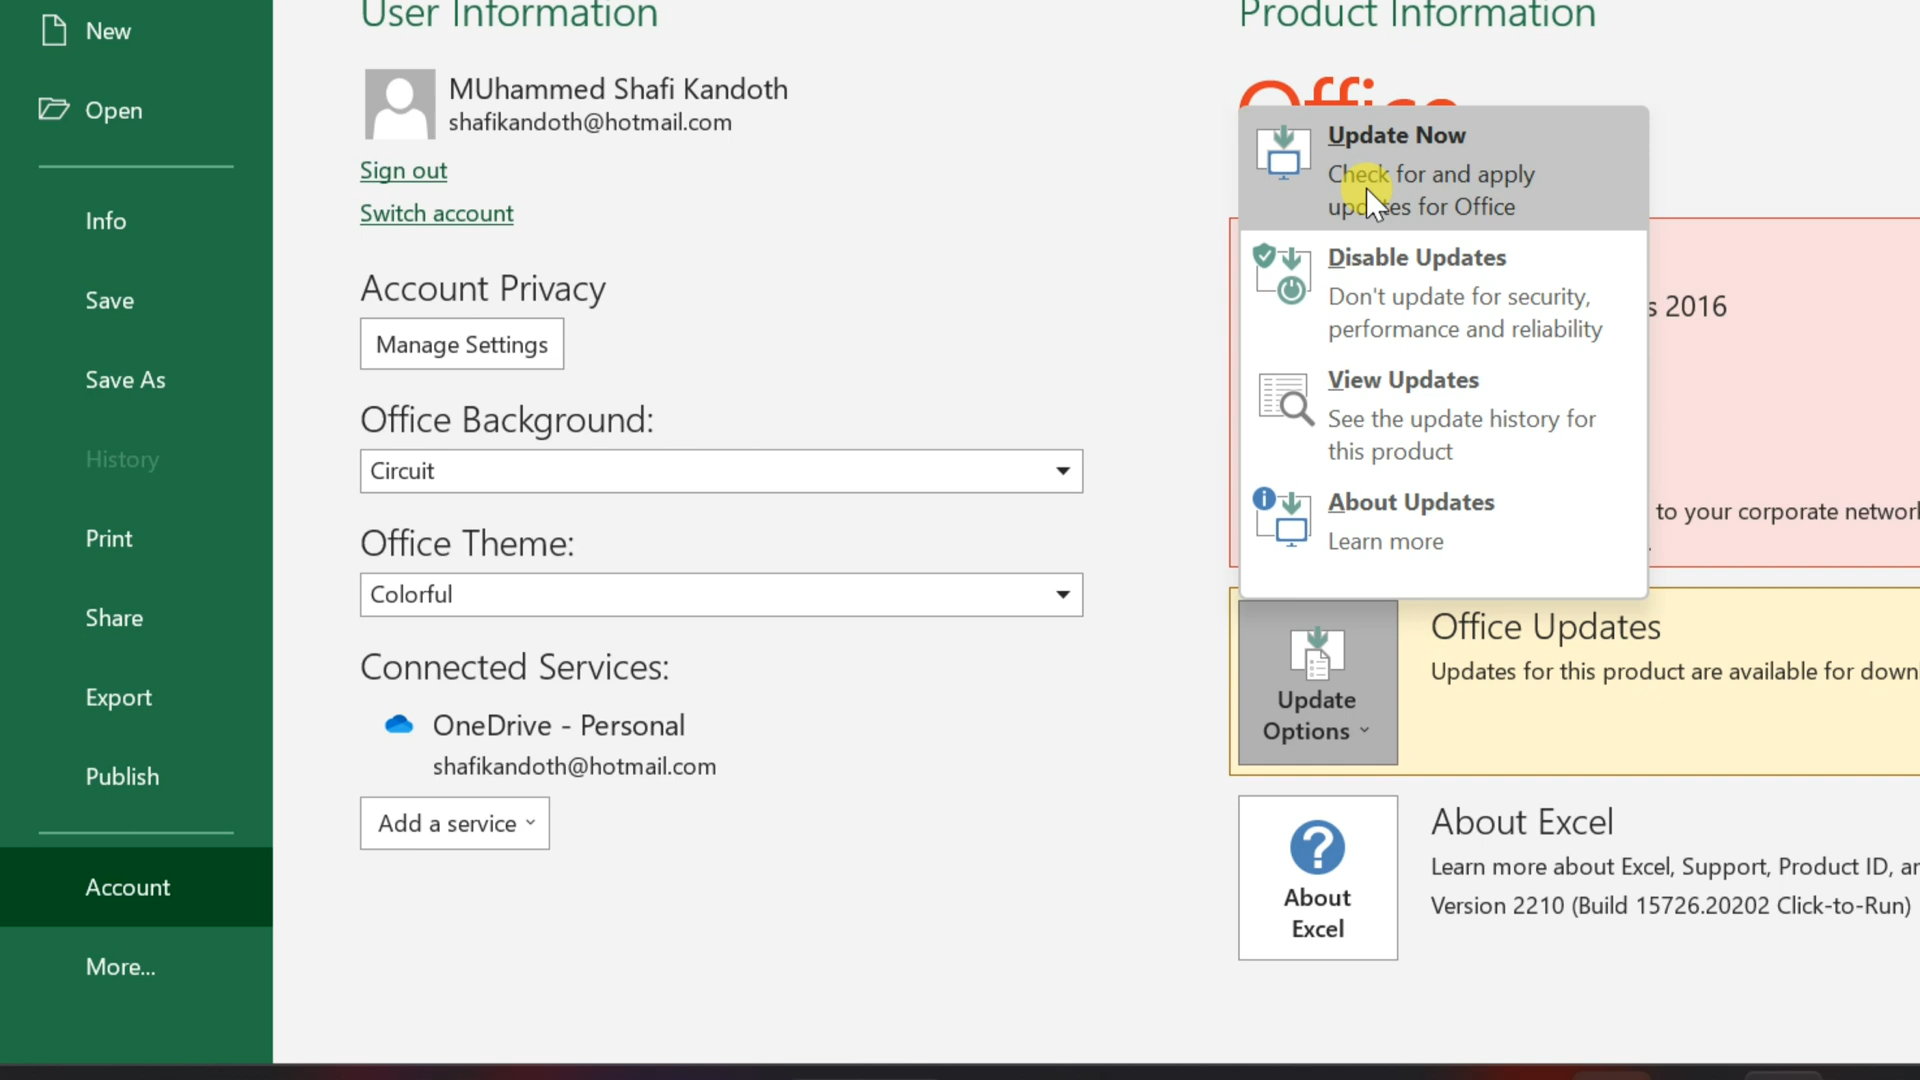 New
Open
Info
Save
Save As
History
Print
Share
Export
Publish
Account
More...
User Information
MUhammed Shafi Kandoth
shafikandoth@hotmail.com
Sign out
Switch account
Account Privacy
Manage Settings
Office Background:
Circuit
Office Theme:
Colorful
Connected Services:
OneDrive - Personal
shafikandoth@hotmail.com
Add a service
Product Information
Office
Update Now
Check for and apply
updates for Office
Disable Updates
Don't update for security,
performance and reliability
s 2016
View Updates
See the update history for
this product
About Updates
to your corporate network
Learn more
.
Update
Options
Office Updates
Updates for this product are available for down
About
Excel
About Excel
Learn more about Excel, Support, Product ID, an
Version 2210 (Build 15726.20202 Click-to-Run)